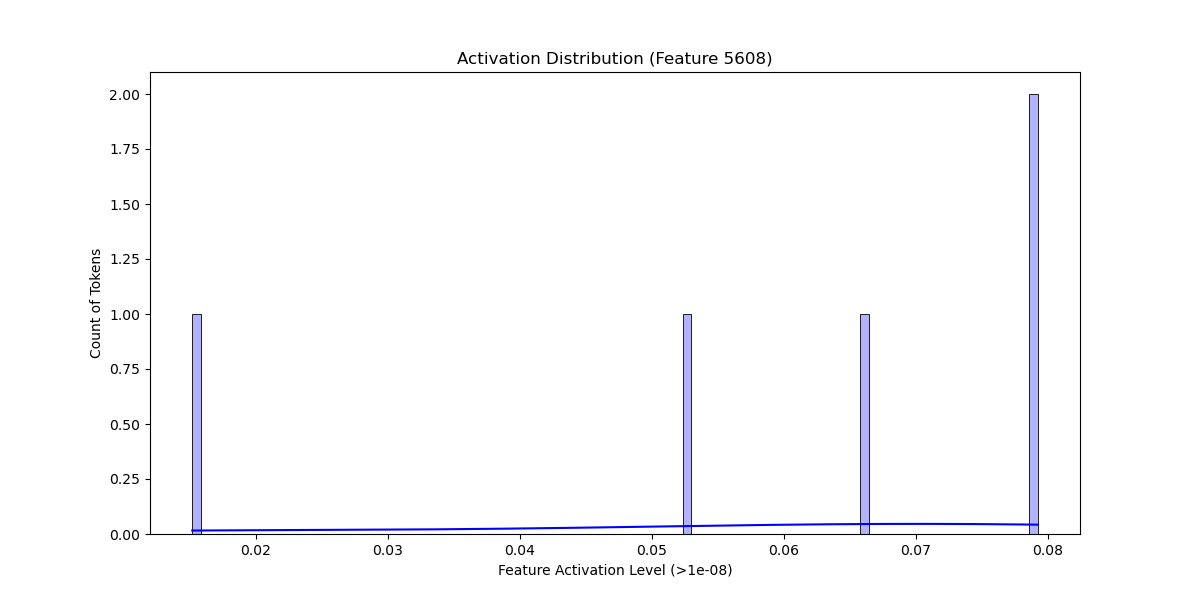 Activation Distribution (Feature 5608)
2.00
1.75
1.50
1.25
1.00
0.75
0.50
0.25
0.00
Count of Tokens
0.02 0.03 0.04 0.05 0.06 0.07 0.08
Feature Activation Level (>1e-08)